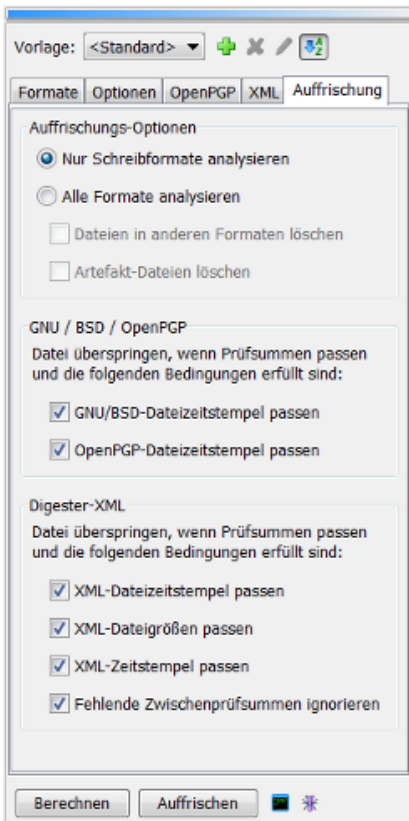 Vorlage: <Standard>
Formate Optionen OpenPGP XML Auffrischung
Auffrischungs-Optionen
Nur Schreibformate analysieren
Alle Formate analysieren
Dateien in anderen Formaten löschen
Artefakt-Dateien löschen
GNU / BSD / OpenPGP
Datei überspringen, wenn Prüfsummen passen
und die folgenden Bedingungen erfüllt sind:
GNU/BSD-Dateizeitstempel passen
OpenPGP-Dateizeitstempel passen
Digester-XML
Datei überspringen, wenn Prüfsummen passen
und die folgenden Bedingungen erfüllt sind:
XML-Dateizeitstempel passen
XML-Dateigrößen passen
XML-Zeitstempel passen
Fehlende Zwischenprüfsummen ignorieren
Berechnen Auffrischen